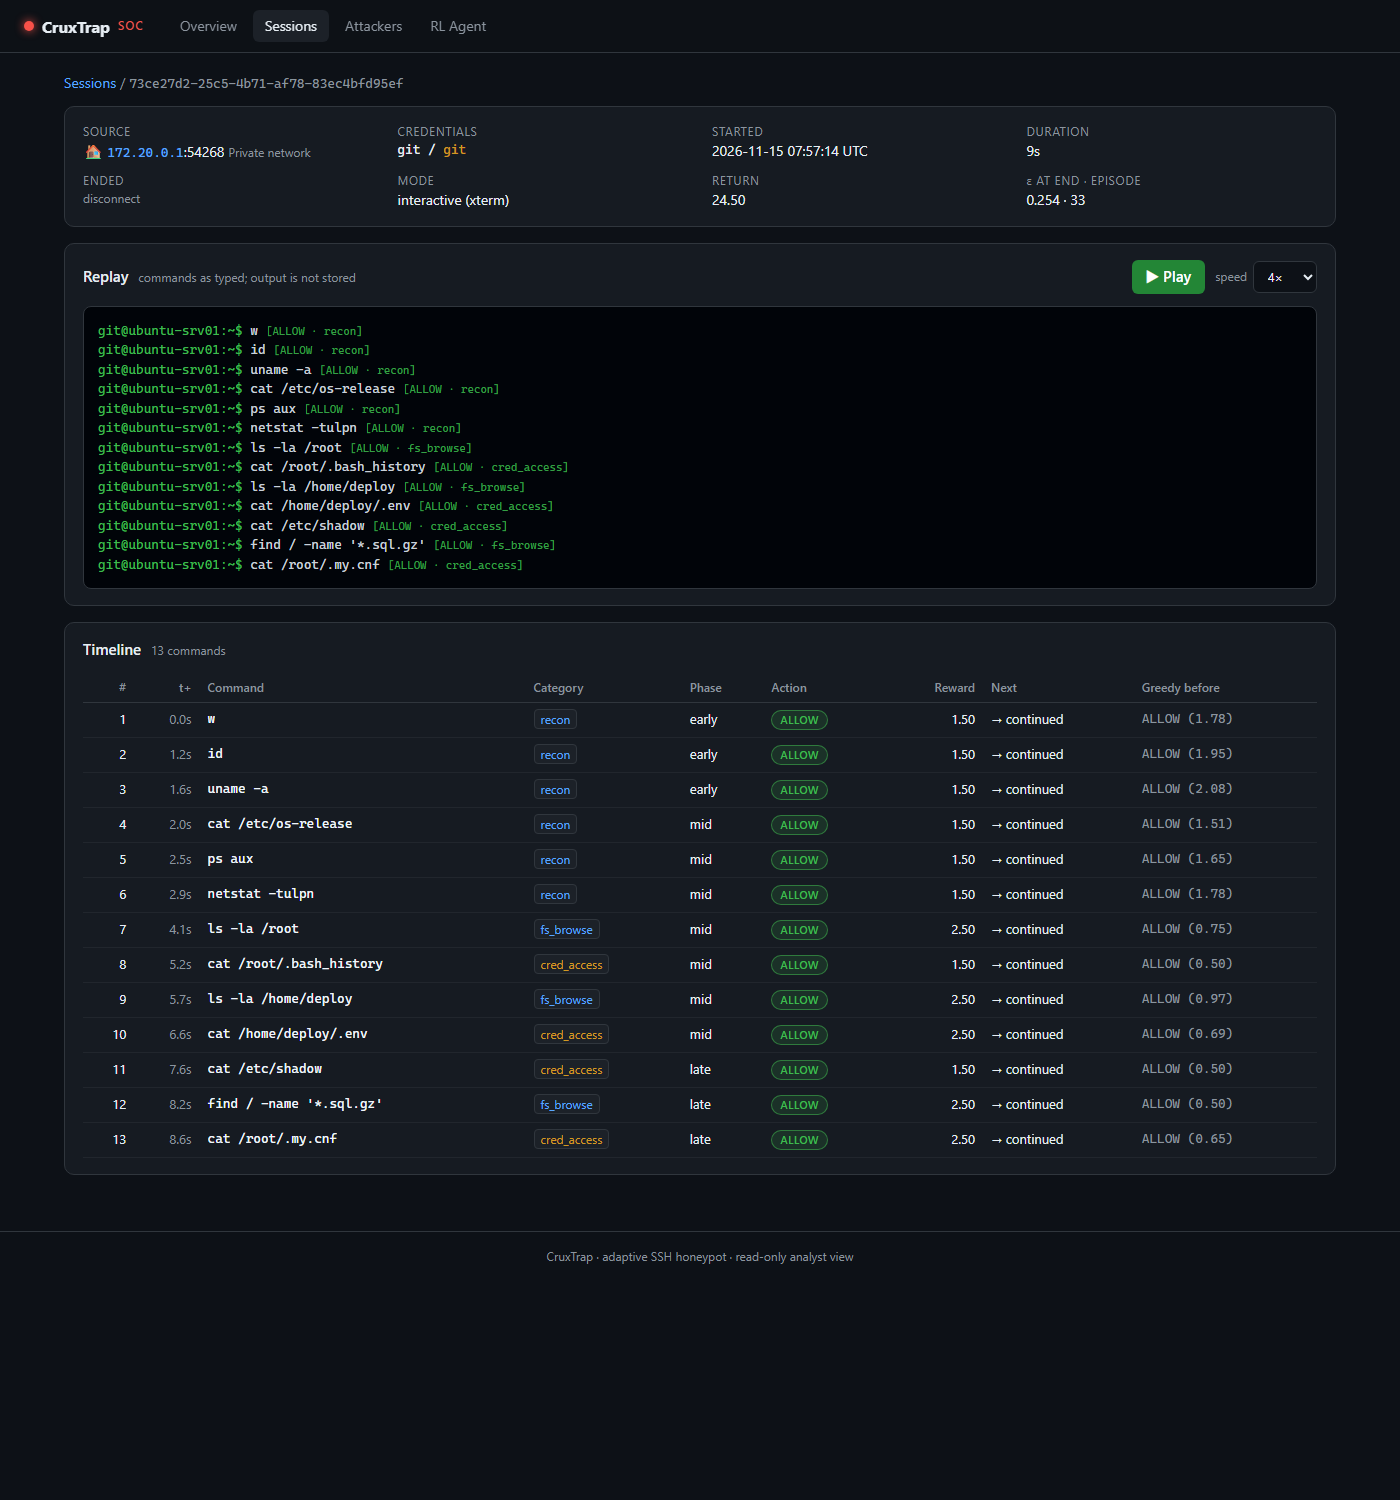 CruxTrap SOC Overview Sessions Attackers RL Agent
Sessions / 73ce27d2-25c5-4b71-af78-83ec4bfd95ef
SOURCE CREDENTIALS STARTED DURATION
172.20.0.1:54268 Private network git / git 2026-11-15 07:57:14 UTC 9s
ENDED MODE RETURN ε AT END · EPISODE
disconnect interactive (xterm) 24.50 0.254 · 33
Replay commands as typed; output is not stored ▶ Play speed 4×
git@ubuntu-srv01:~$ w [ALLOW · recon]
git@ubuntu-srv01:~$ id [ALLOW · recon]
git@ubuntu-srv01:~$ uname -a [ALLOW · recon]
git@ubuntu-srv01:~$ cat /etc/os-release [ALLOW · recon]
git@ubuntu-srv01:~$ ps aux [ALLOW · recon]
git@ubuntu-srv01:~$ netstat -tulpn [ALLOW · recon]
git@ubuntu-srv01:~$ ls -la /root [ALLOW · fs_browse]
git@ubuntu-srv01:~$ cat /root/.bash_history [ALLOW · cred_access]
git@ubuntu-srv01:~$ ls -la /home/deploy [ALLOW · fs_browse]
git@ubuntu-srv01:~$ cat /home/deploy/.env [ALLOW · cred_access]
git@ubuntu-srv01:~$ cat /etc/shadow [ALLOW · cred_access]
git@ubuntu-srv01:~$ find / -name '*.sql.gz' [ALLOW · fs_browse]
git@ubuntu-srv01:~$ cat /root/.my.cnf [ALLOW · cred_access]
Timeline 13 commands
# t+ Command Category Phase Action Reward Next Greedy before
1 0.0s w recon early ALLOW 1.50 → continued ALLOW (1.78)
2 1.2s id recon early ALLOW 1.50 → continued ALLOW (1.95)
3 1.6s uname -a recon early ALLOW 1.50 → continued ALLOW (2.08)
4 2.0s cat /etc/os-release recon mid ALLOW 1.50 → continued ALLOW (1.51)
5 2.5s ps aux recon mid ALLOW 1.50 → continued ALLOW (1.65)
6 2.9s netstat -tulpn recon mid ALLOW 1.50 → continued ALLOW (1.78)
7 4.1s ls -la /root fs_browse mid ALLOW 2.50 → continued ALLOW (0.75)
8 5.2s cat /root/.bash_history cred_access mid ALLOW 1.50 → continued ALLOW (0.50)
9 5.7s ls -la /home/deploy fs_browse mid ALLOW 2.50 → continued ALLOW (0.97)
10 6.6s cat /home/deploy/.env cred_access mid ALLOW 2.50 → continued ALLOW (0.69)
11 7.6s cat /etc/shadow cred_access late ALLOW 1.50 → continued ALLOW (0.50)
12 8.2s find / -name '*.sql.gz' fs_browse late ALLOW 2.50 → continued ALLOW (0.50)
13 8.6s cat /root/.my.cnf cred_access late ALLOW 2.50 → continued ALLOW (0.65)
CruxTrap · adaptive SSH honeypot · read-only analyst view